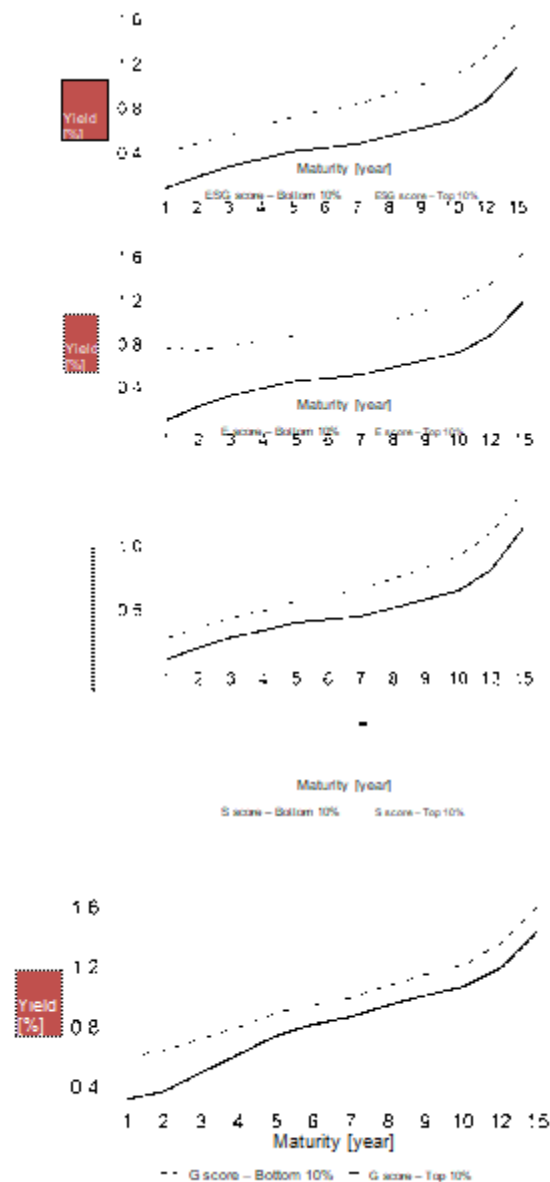 1.6
1.2
0.8
Yield
[%]
0.4
Maturity [year]
ESG score – Bottom 10% ESG score – Top 10%
1 2 3 4 5 6 7 8 9 10 12 15
1.6
1.2
0.8
Yield
[%]
0.4
Maturity [year]
E score – Bottom 10% E score – Top 10%
1 2 3 4 5 6 7 8 9 10 12 15
1.0
0.5
1 2 3 4 5 6 7 8 9 10 12 15
Maturity [year]
S score – Bottom 10% S score – Top 10%
1.6
1.2
Yield
[%]
0.8
0.4
1 2 3 4 5 6 7 8 9 10 12 15
Maturity [year]
G score – Bottom 10% G score – Top 10%